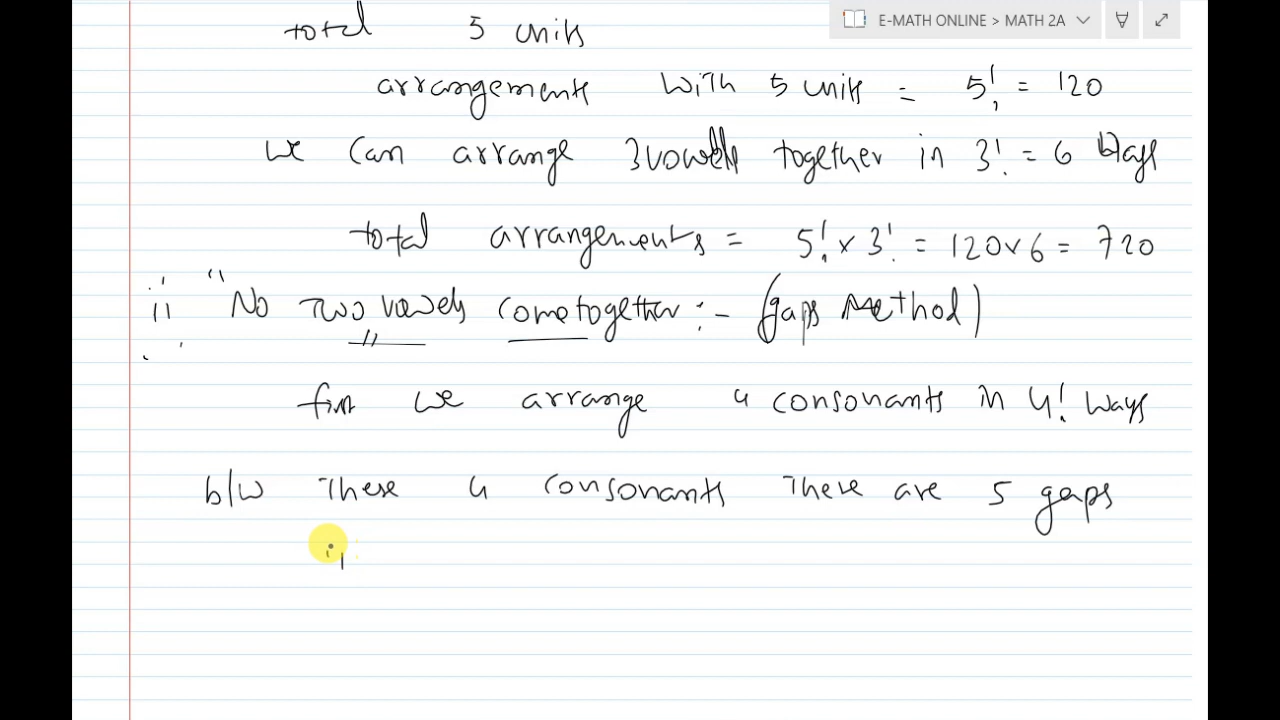 E-MATH ONLINE > MATH 2A
total 5 units
arrangements with 5 units = 5! = 120
we can arrange 3 vowels together in 3! = 6 ways
total arrangements = 5! x 3! = 120 x 6 = 720
ii "No Two vowels come together :- (gaps Method)
first we arrange 4 consonants in 4! ways
b/w These 4 consonants There are 5 gaps